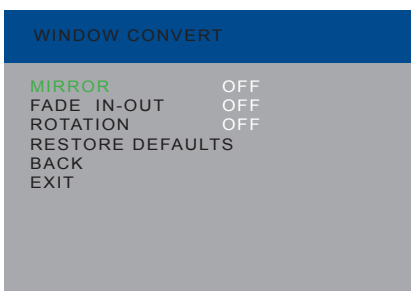 WINDOW CONVERT
MIRROR OFF
FADE IN-OUT OFF
ROTATION OFF
RESTORE DEFAULTS
BACK
EXIT